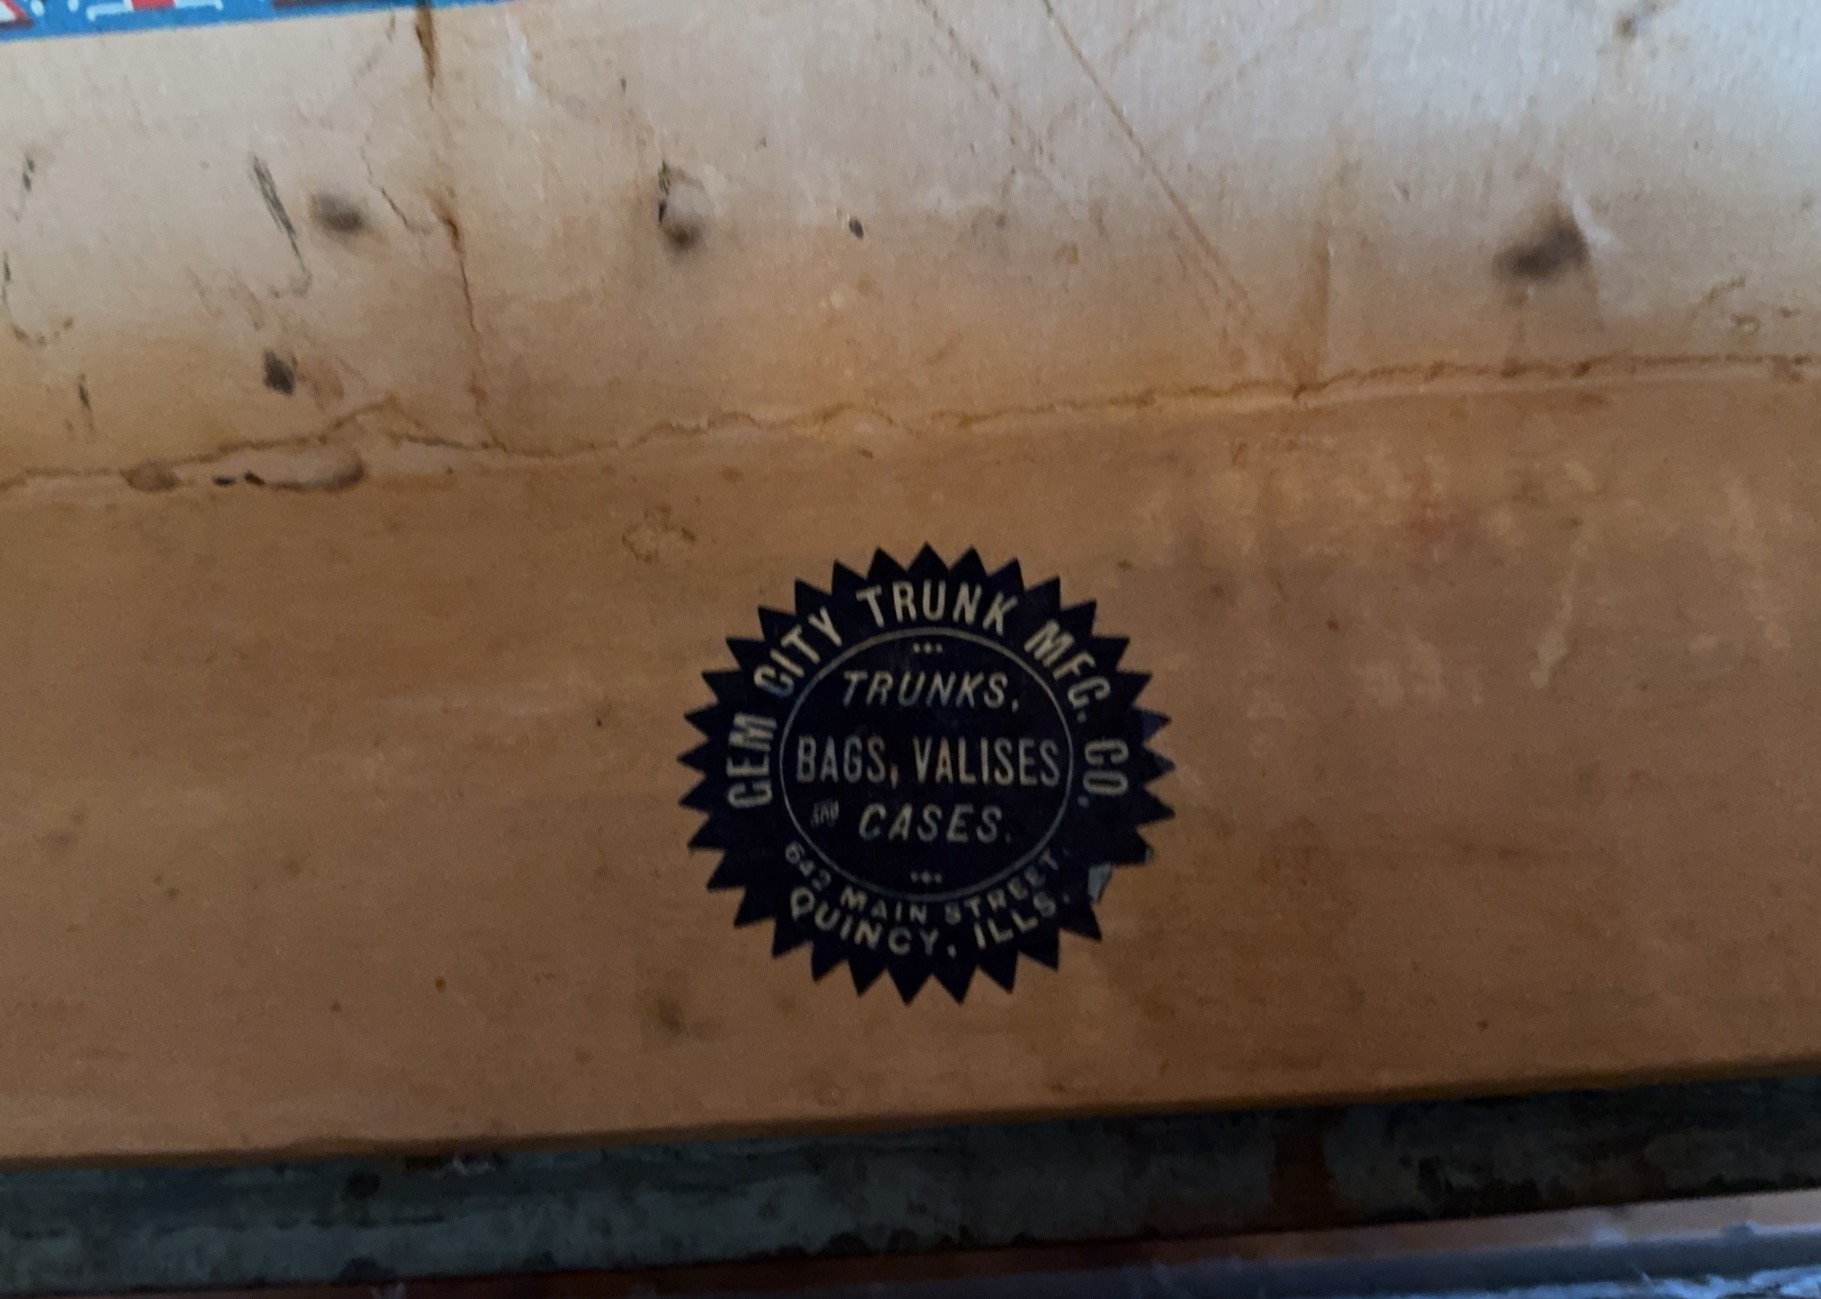 GEM CITY TRUNK MFG. CO.
TRUNKS,
BAGS, VALISES
AND CASES.
642 MAIN STREET.
QUINCY, ILLS.